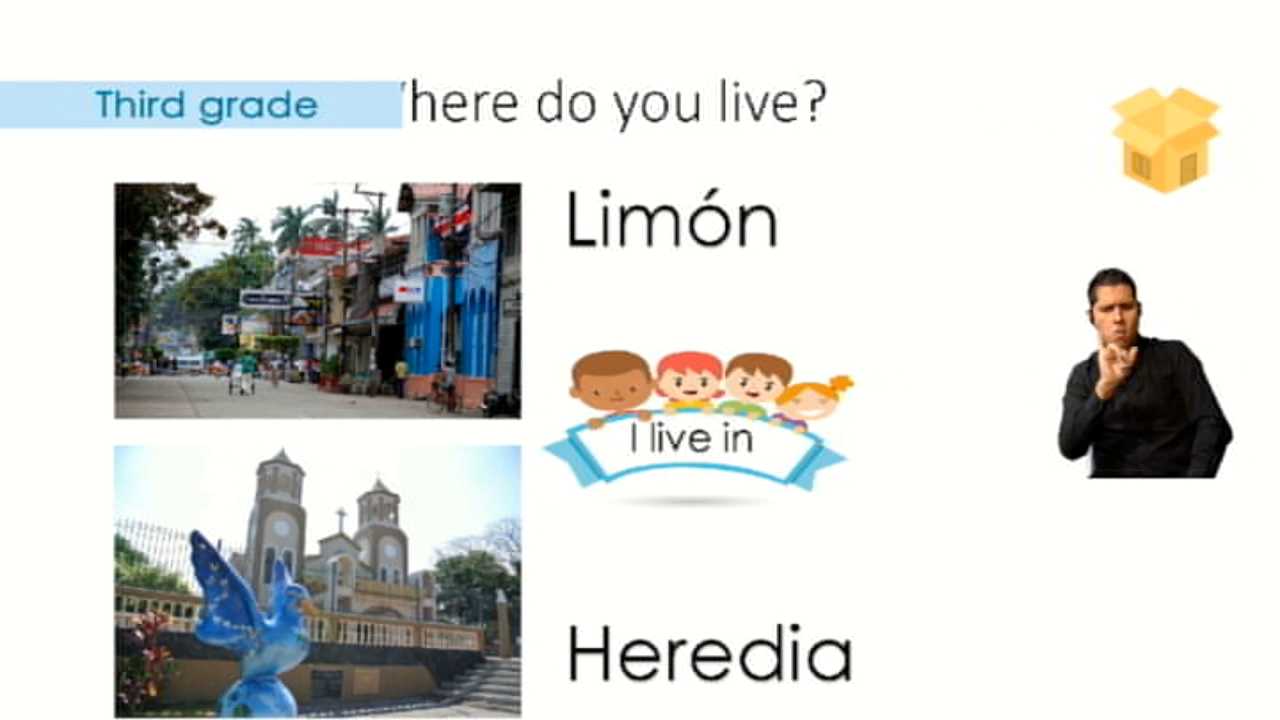 Third grade
here do you live?
Limón
I live in
Heredia